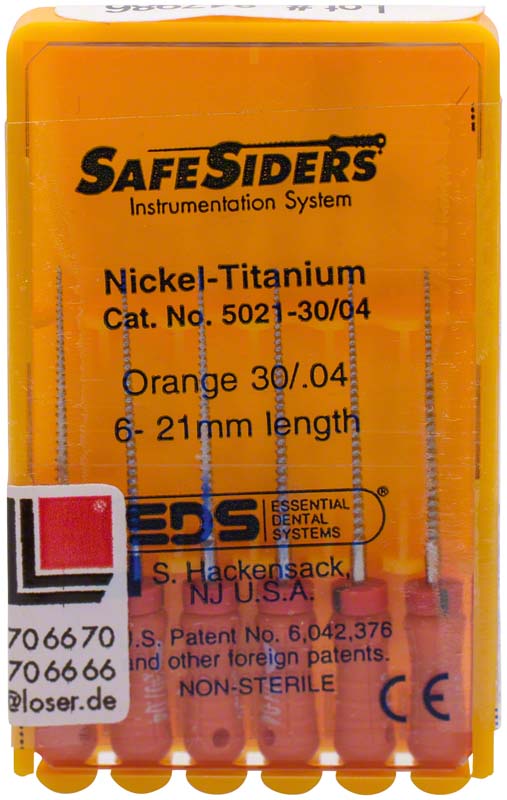 Lot #
SAFESIDERS
Instrumentation System
Nickel-Titanium
Cat. No. 5021-30/04
Orange 30/.04
6- 21mm length
EDS ESSENTIAL
DENTAL
SYSTEMS ®
S. Hackensack,
NJ U.S.A.
U.S. Patent No. 6,042,376
and other foreign patents.
NON-STERILE
CE
706670
706666
@loser.de